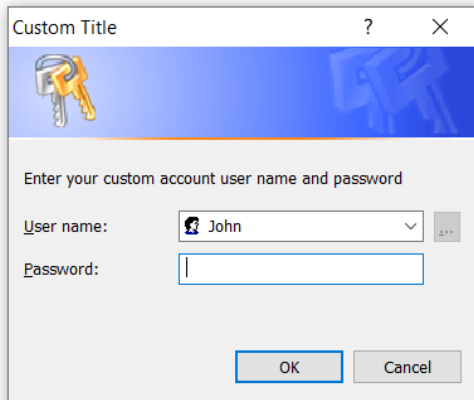 Custom Title
?
Enter your custom account user name and password
User name:
John
...
Password:
OK
Cancel